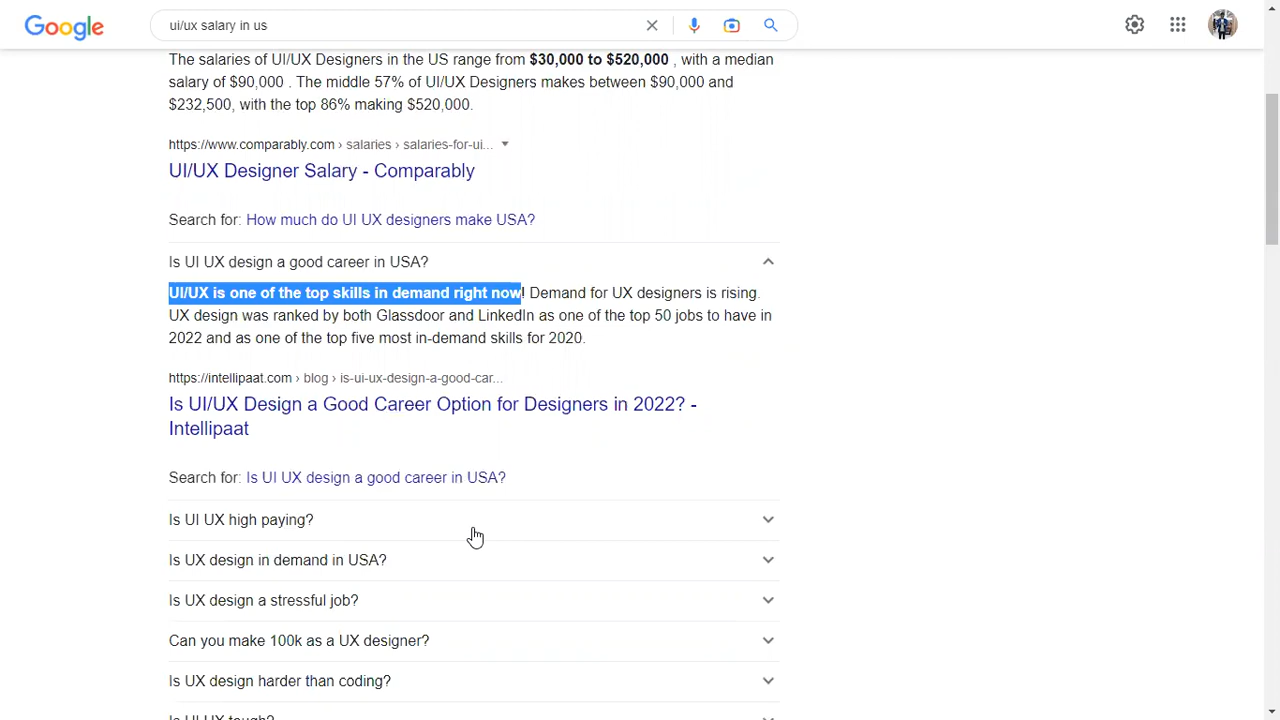 Google
ui/ux salary in us
The salaries of UI/UX Designers in the US range from $30,000 to $520,000 , with a median
salary of $90,000 . The middle 57% of UI/UX Designers makes between $90,000 and
$232,500, with the top 86% making $520,000.
https://www.comparably.com › salaries › salaries-for-ui...
UI/UX Designer Salary - Comparably
Search for: How much do UI UX designers make USA?
Is UI UX design a good career in USA?
UI/UX is one of the top skills in demand right now! Demand for UX designers is rising.
UX design was ranked by both Glassdoor and LinkedIn as one of the top 50 jobs to have in
2022 and as one of the top five most in-demand skills for 2020.
https://intellipaat.com › blog › is-ui-ux-design-a-good-car...
Is UI/UX Design a Good Career Option for Designers in 2022? -
Intellipaat
Search for: Is UI UX design a good career in USA?
Is UI UX high paying?
Is UX design in demand in USA?
Is UX design a stressful job?
Can you make 100k as a UX designer?
Is UX design harder than coding?
Is UI UX tough?